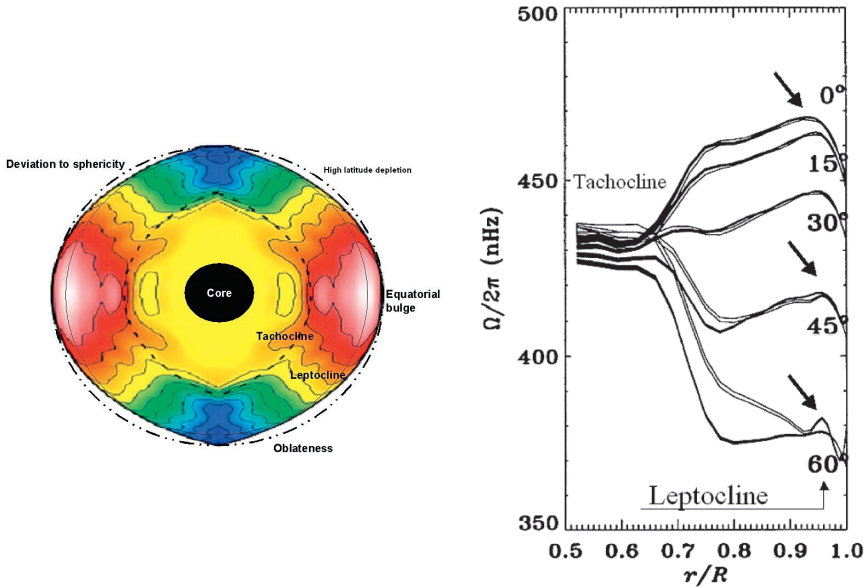 Deviation to sphericity
High latitude depletion
Core
Equatorial
bulge
Tachocline
Leptocline
Oblateness
500
450
400
350
Ω/2π (nHz)
Tachocline
0°
15°
30°
45°
60°
Leptocline
0.5 0.6 0.7 0.8 0.9 1.0
r/R